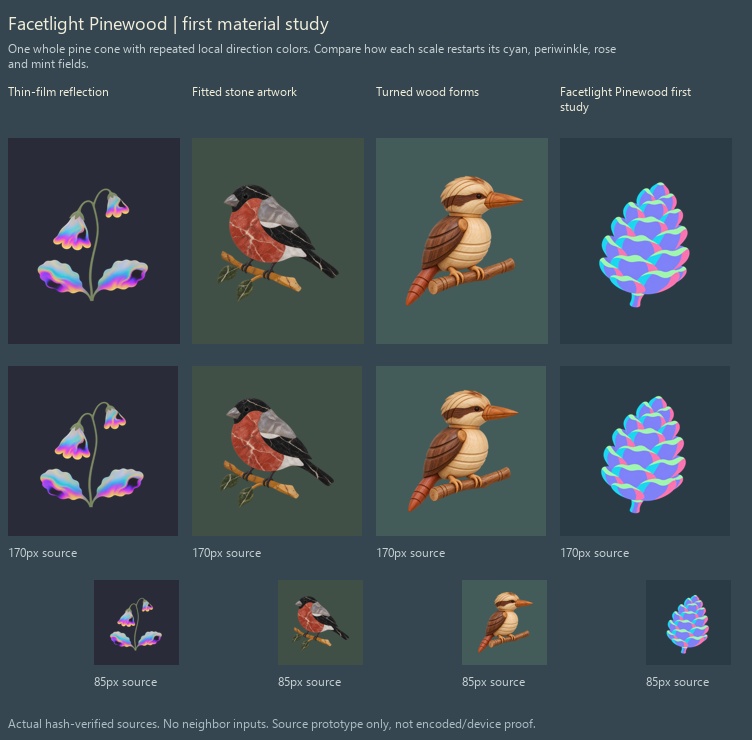 Facetlight Pinewood | first material study
One whole pine cone with repeated local direction colors. Compare how each scale restarts its cyan, periwinkle, rose
and mint fields.
Thin-film reflection
Fitted stone artwork
Turned wood forms
Facetlight Pinewood first
study
170px source
170px source
170px source
170px source
85px source
85px source
85px source
85px source
Actual hash-verified sources. No neighbor inputs. Source prototype only, not encoded/device proof.